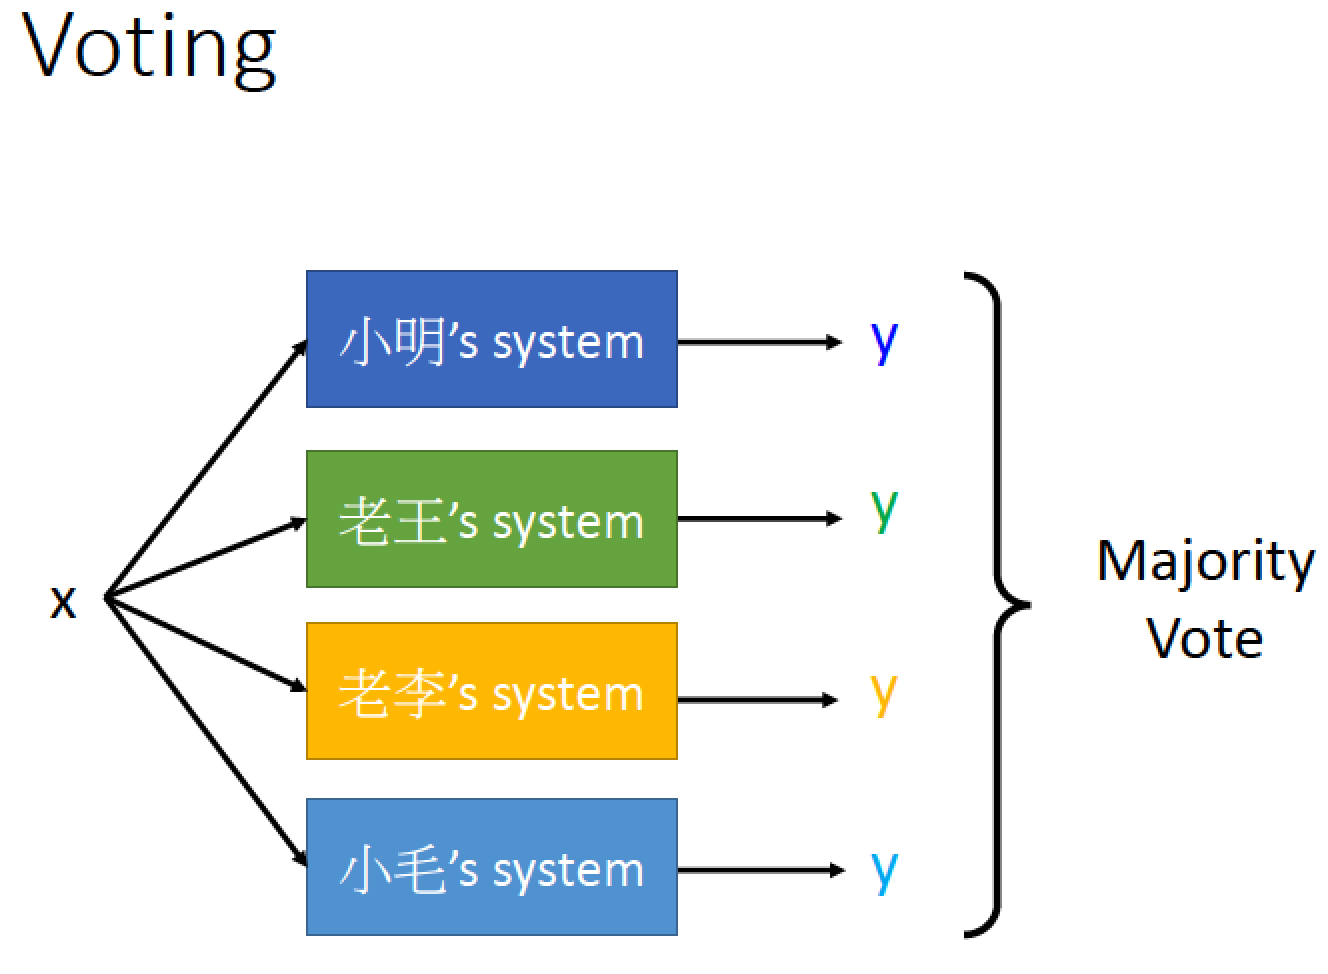 Voting
小明’s system
y
老王’s system
y
x
老李’s system
y
小毛’s system
y
Majority
Vote